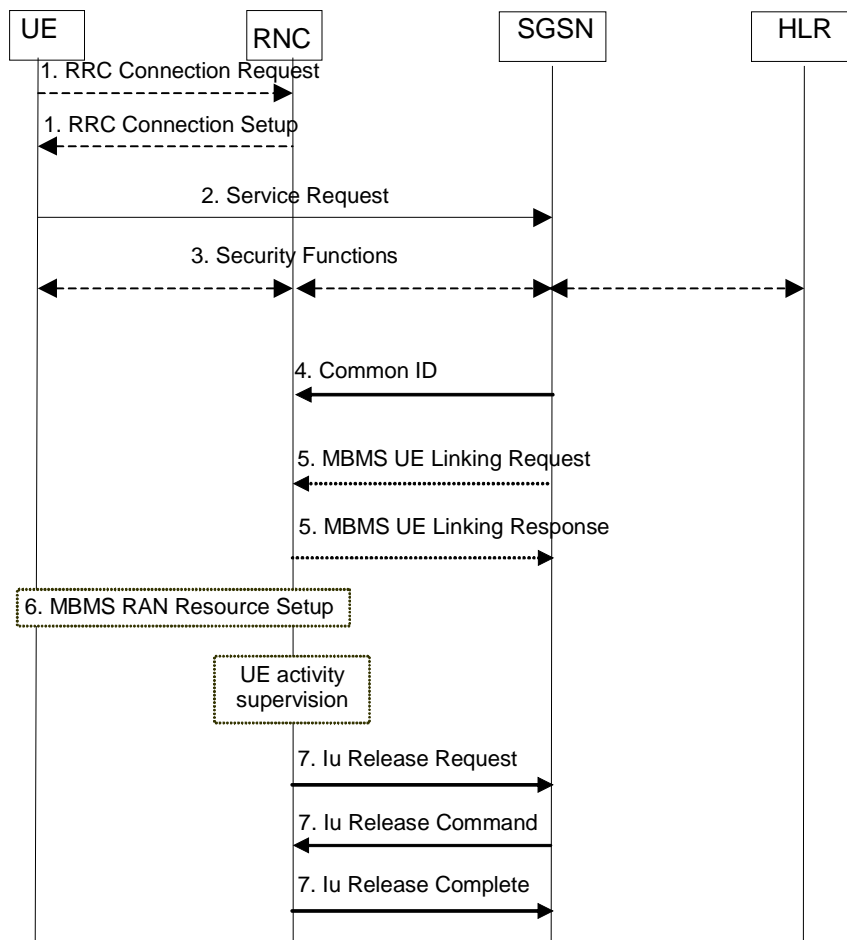 UE
RNC
SGSN
HLR
1. RRC Connection Request
1. RRC Connection Setup
2. Service Request
3. Security Functions
4. Common ID
5. MBMS UE Linking Request
5. MBMS UE Linking Response
6. MBMS RAN Resource Setup
UE activity
supervision
7. Iu Release Request
7. Iu Release Command
7. Iu Release Complete